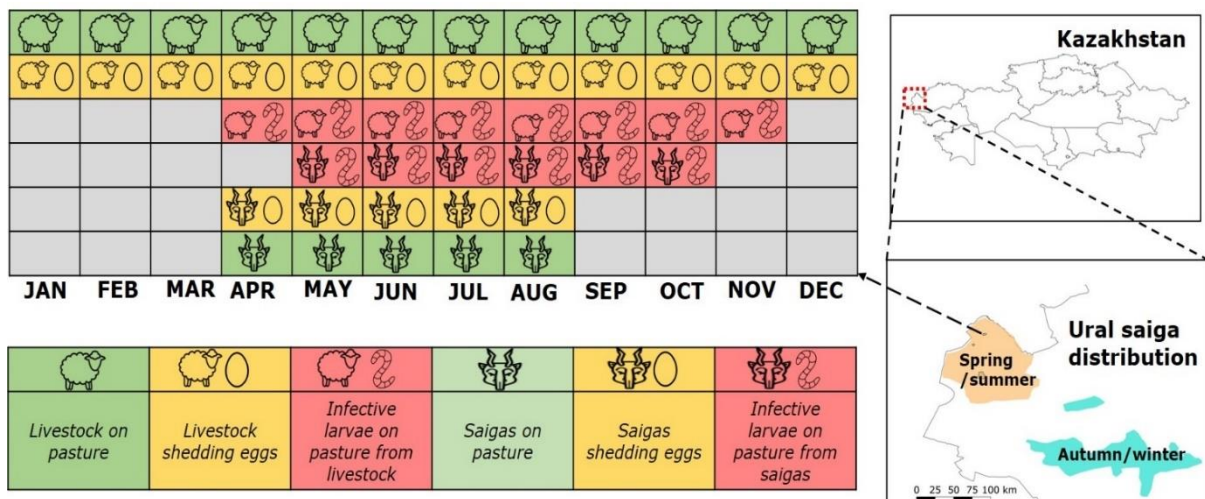 JAN FEB MAR APR MAY JUN JUL AUG SEP OCT NOV DEC
Livestock on
pasture
Livestock
shedding eggs
Infective
larvae on
pasture from
livestock
Saigas on
pasture
Saigas
shedding eggs
Infective
larvae on
pasture from
saigas
Kazakhstan
Ural saiga
distribution
Spring
/summer
Autumn/winter
0 25 50 75 100 km